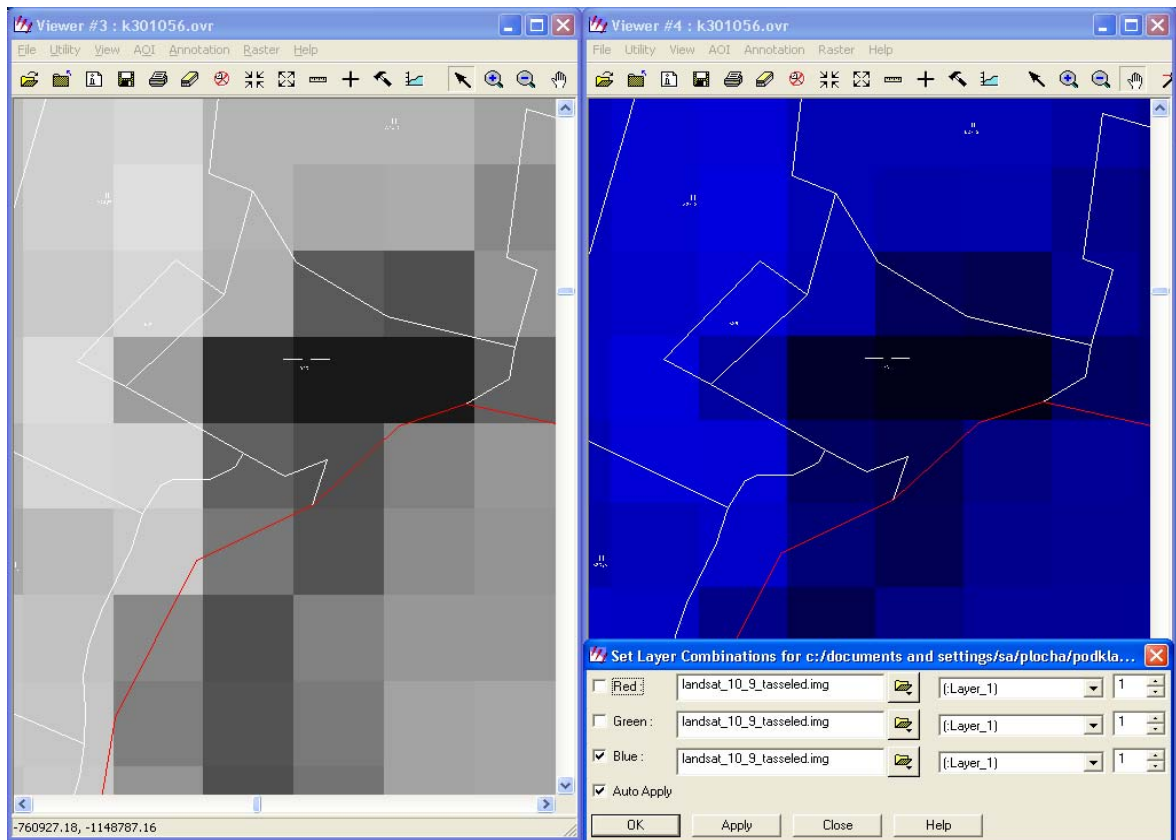 Viewer #3 : k301056.ovr
File Utility View AOI Annotation Raster Help
-760927.18, -1148787.16
Viewer #4 : k301056.ovr
File Utility View AOI Annotation Raster Help
Set Layer Combinations for c:/documents and settings/sa/plocha/podkla...
Red : landsat_10_9_tasseled.img (:Layer_1) 1
Green : landsat_10_9_tasseled.img (:Layer_1) 1
Blue : landsat_10_9_tasseled.img (:Layer_1) 1
Auto Apply
OK Apply Close Help